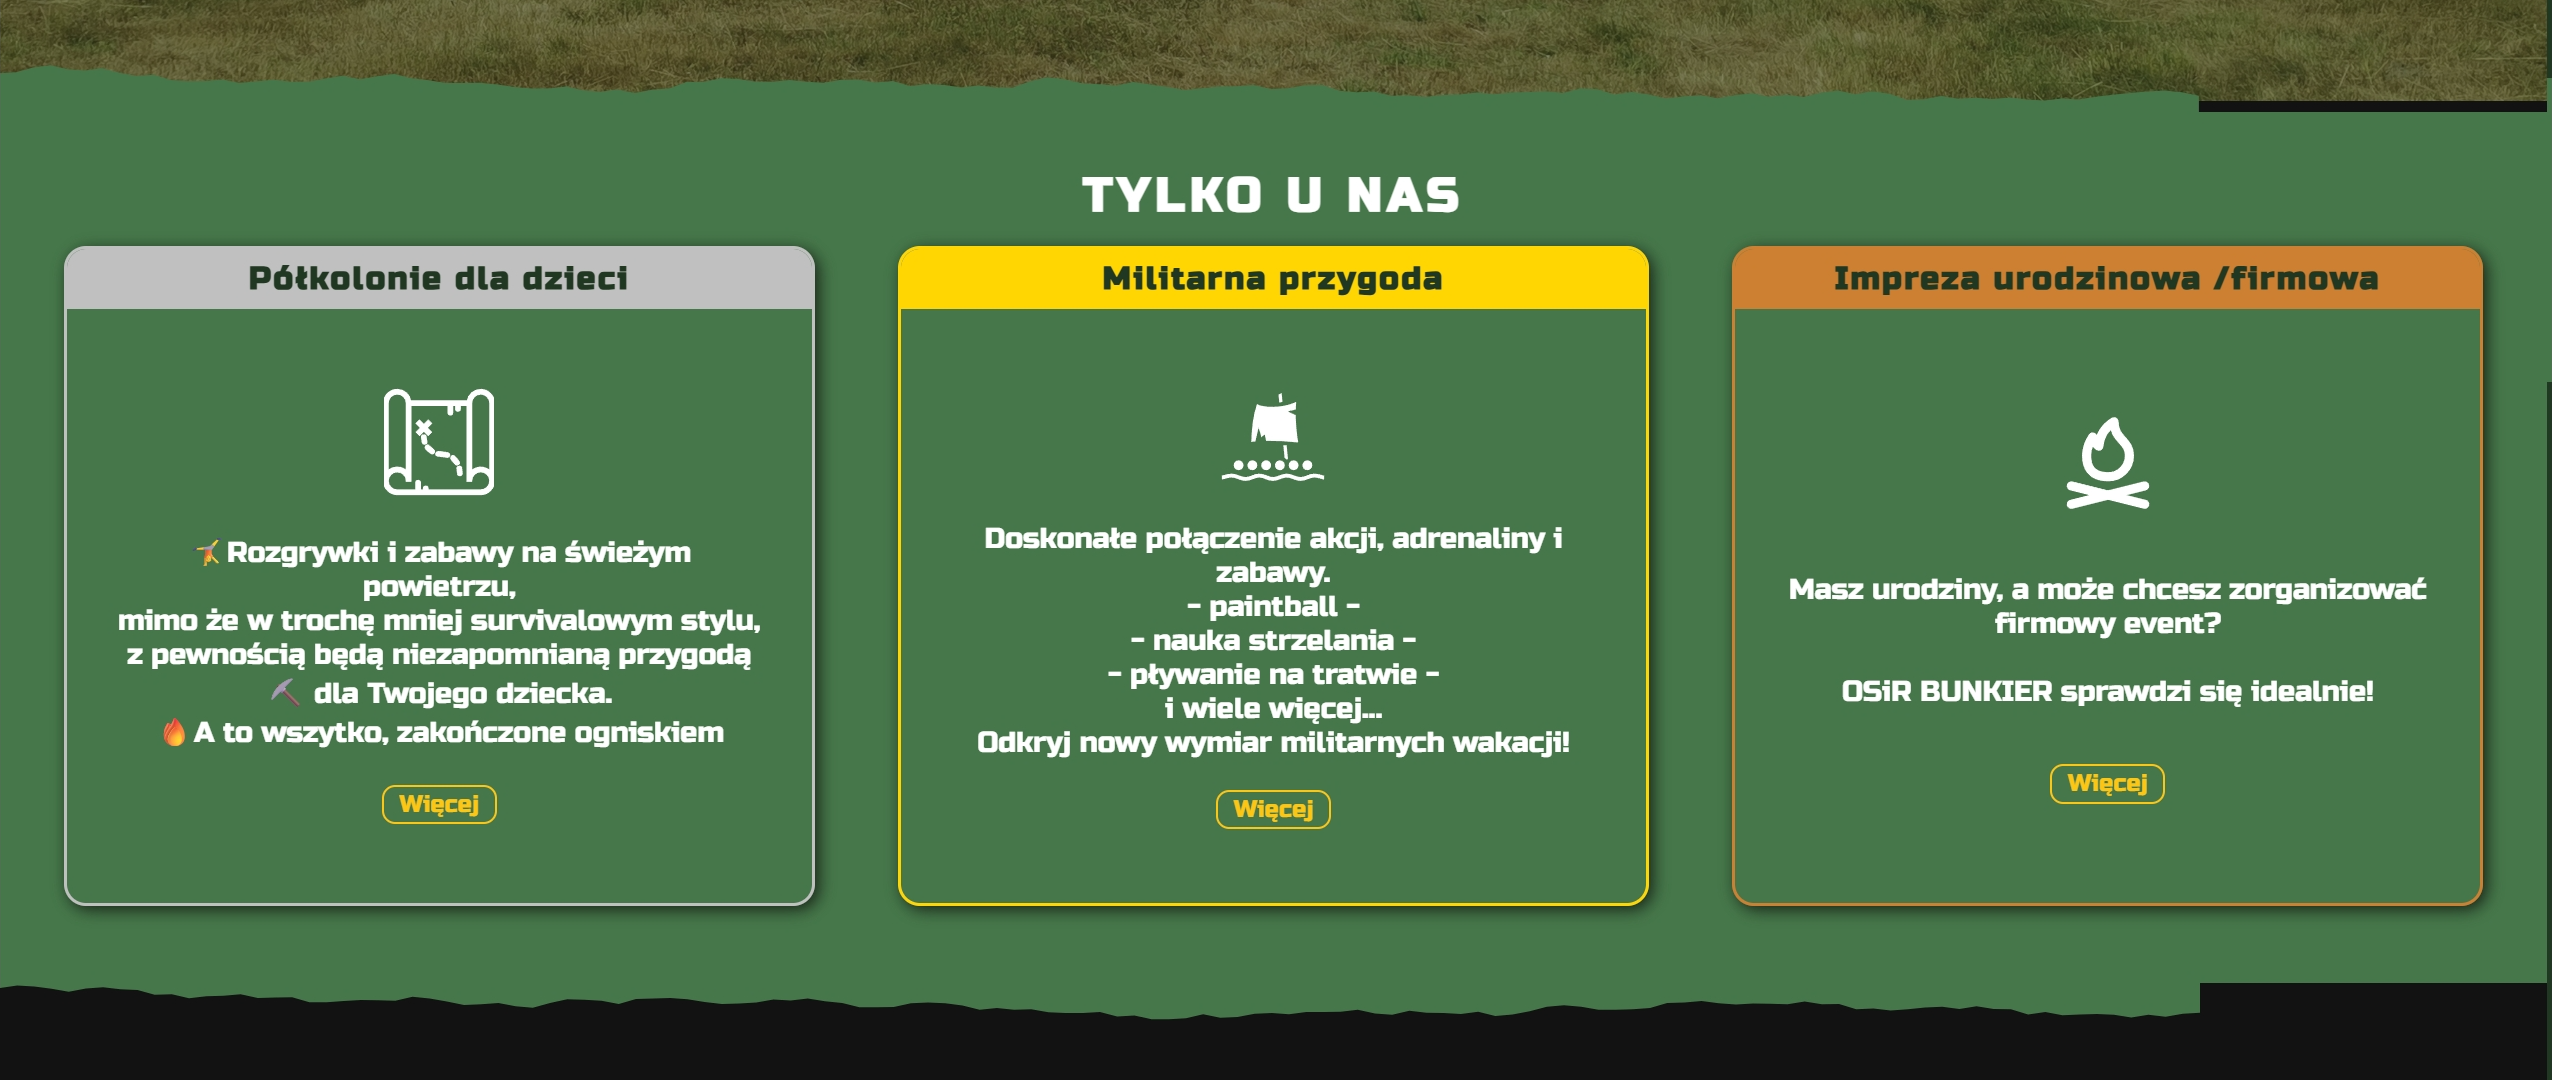 TYLKO U NAS
Półkolonie dla dzieci
Rozgrywki i zabawy na świeżym
powietrzu,
mimo że w trochę mniej survivalowym stylu,
z pewnością będą niezapomnianą przygodą
dla Twojego dziecka.
A to wszytko, zakończone ogniskiem
Więcej
Militarna przygoda
Doskonałe połączenie akcji, adrenaliny i
zabawy.
- paintball -
- nauka strzelania -
- pływanie na tratwie -
i wiele więcej...
Odkryj nowy wymiar militarnych wakacji!
Więcej
Impreza urodzinowa /firmowa
Masz urodziny, a może chcesz zorganizować
firmowy event?
OSiR BUNKIER sprawdzi się idealnie!
Więcej